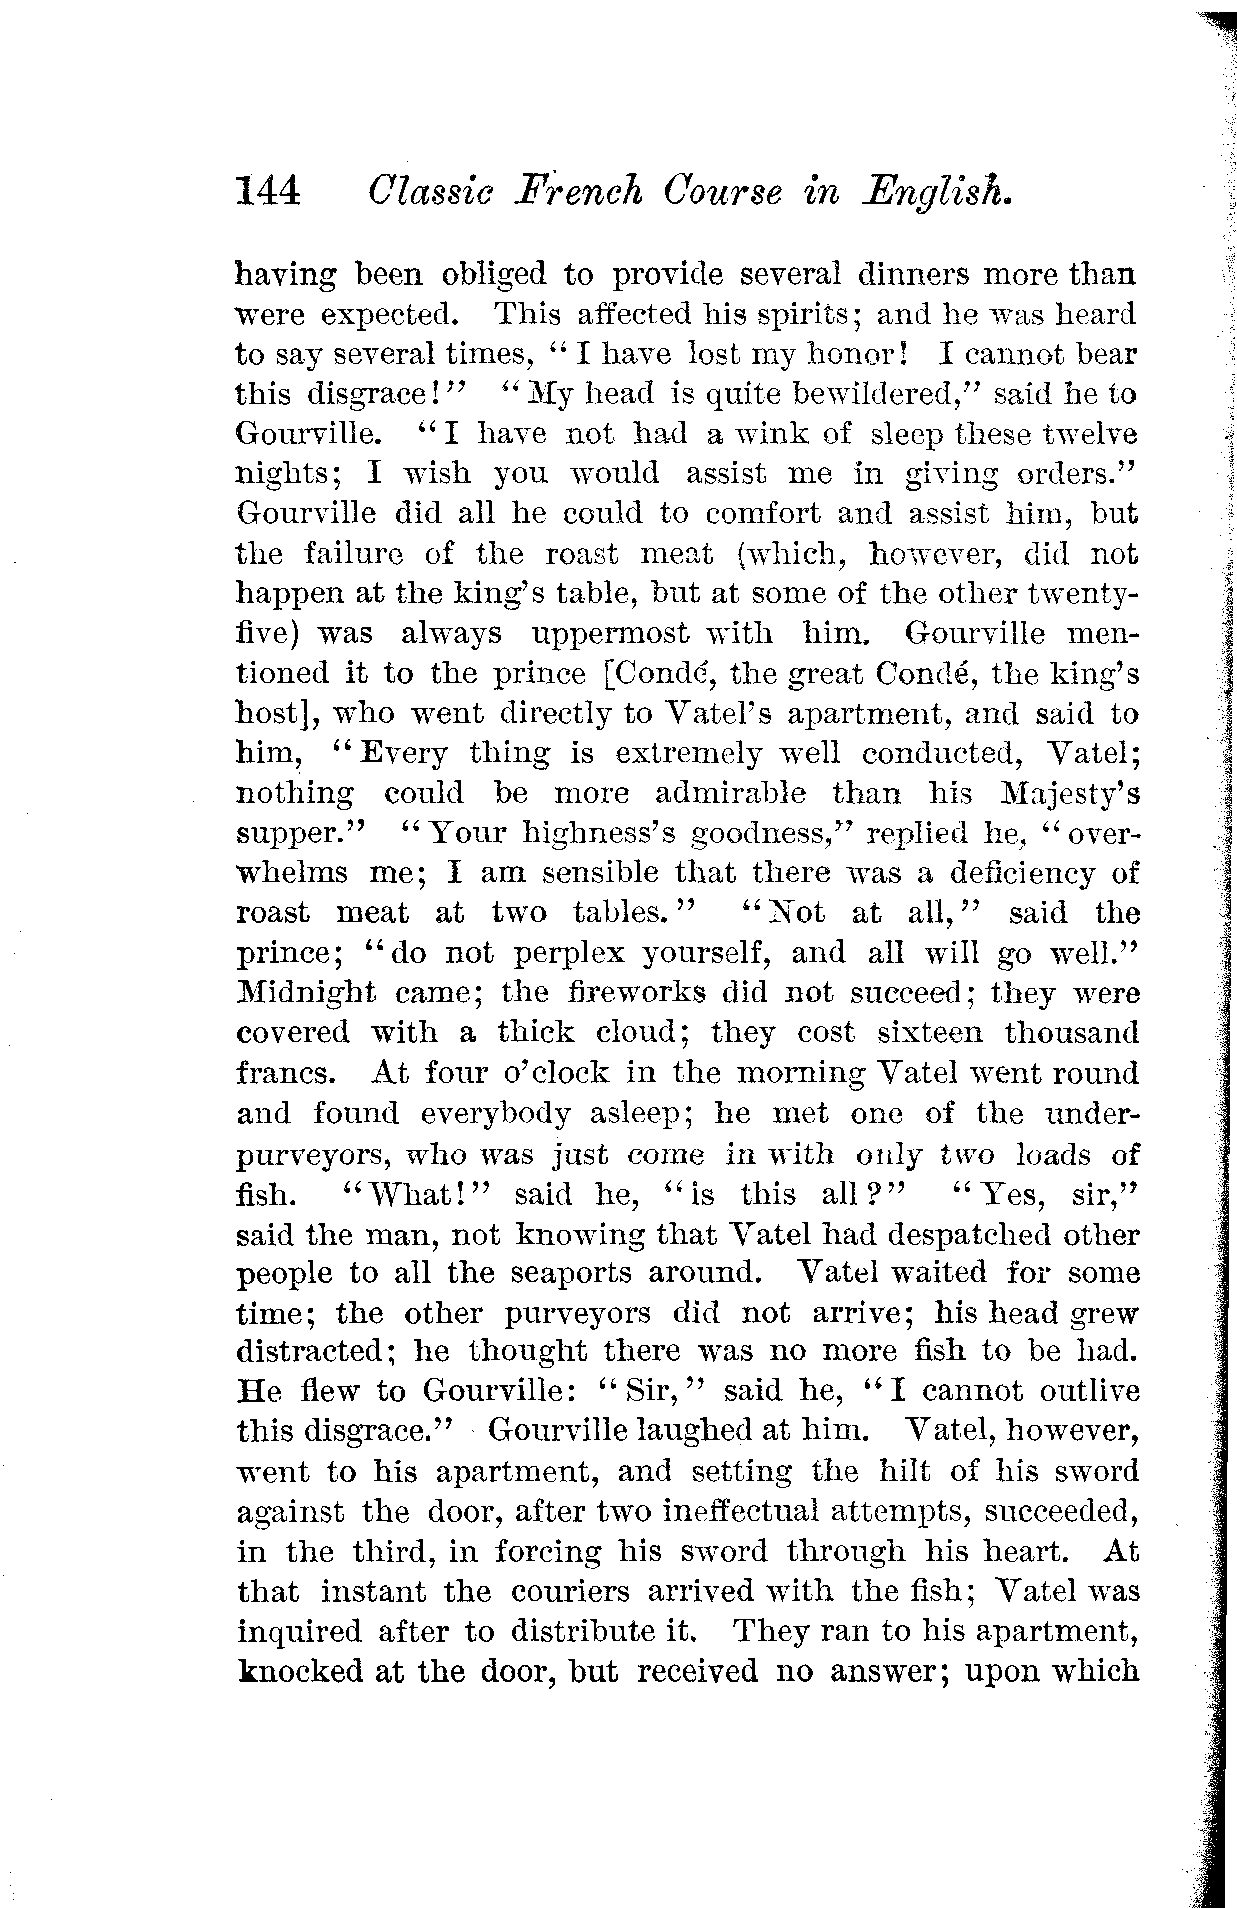 144 Classic French Course in English.
having been obliged to provide several dinners more than
were expected. This affected his spirits; and he was heard
to say several times, “I have lost my honor! I cannot bear
this disgrace!” “My head is quite bewildered,” said he to
Gourville. “I have not had a wink of sleep these twelve
nights; I wish you would assist me in giving orders.”
Gourville did all he could to comfort and assist him, but
the failure of the roast meat (which, however, did not
happen at the king’s table, but at some of the other twenty-
five) was always uppermost with him. Gourville men-
tioned it to the prince [Condé, the great Condé, the king’s
host], who went directly to Vatel’s apartment, and said to
him, “Every thing is extremely well conducted, Vatel;
nothing could be more admirable than his Majesty’s
supper.” “Your highness’s goodness,” replied he, “over-
whelms me; I am sensible that there was a deficiency of
roast meat at two tables.” “Not at all,” said the
prince; “do not perplex yourself, and all will go well.”
Midnight came; the fireworks did not succeed; they were
covered with a thick cloud; they cost sixteen thousand
francs. At four o’clock in the morning Vatel went round
and found everybody asleep; he met one of the under-
purveyors, who was just come in with only two loads of
fish. “What!” said he, “is this all?” “Yes, sir,”
said the man, not knowing that Vatel had despatched other
people to all the seaports around. Vatel waited for some
time; the other purveyors did not arrive; his head grew
distracted; he thought there was no more fish to be had.
He flew to Gourville: “Sir,” said he, “I cannot outlive
this disgrace.” Gourville laughed at him. Vatel, however,
went to his apartment, and setting the hilt of his sword
against the door, after two ineffectual attempts, succeeded,
in the third, in forcing his sword through his heart. At
that instant the couriers arrived with the fish; Vatel was
inquired after to distribute it. They ran to his apartment,
knocked at the door, but received no answer; upon which